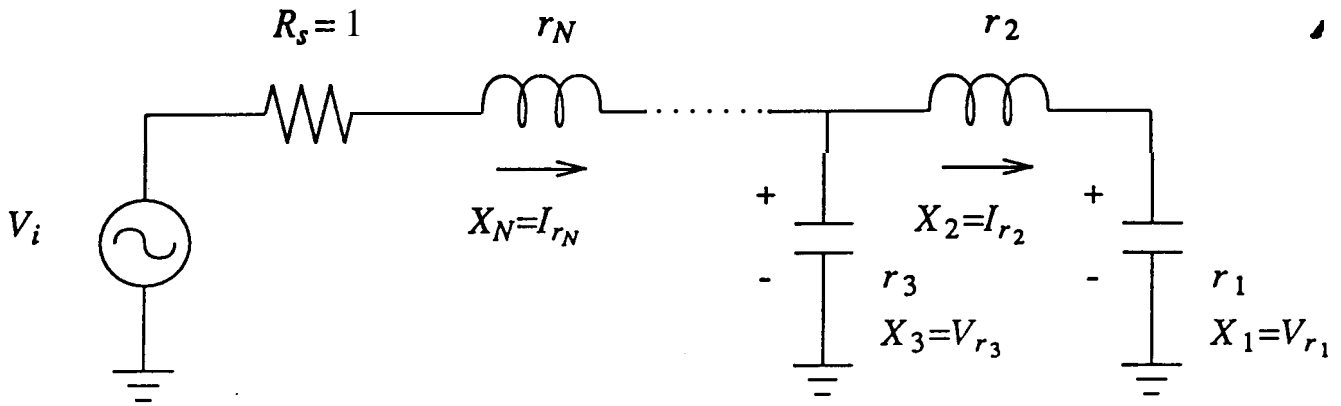 R_s = 1
r_N
r_2
V_i
X_N=I_{r_N}
+
-
r_3
X_3=V_{r_3}
X_2=I_{r_2}
+
-
r_1
X_1=V_{r_1}